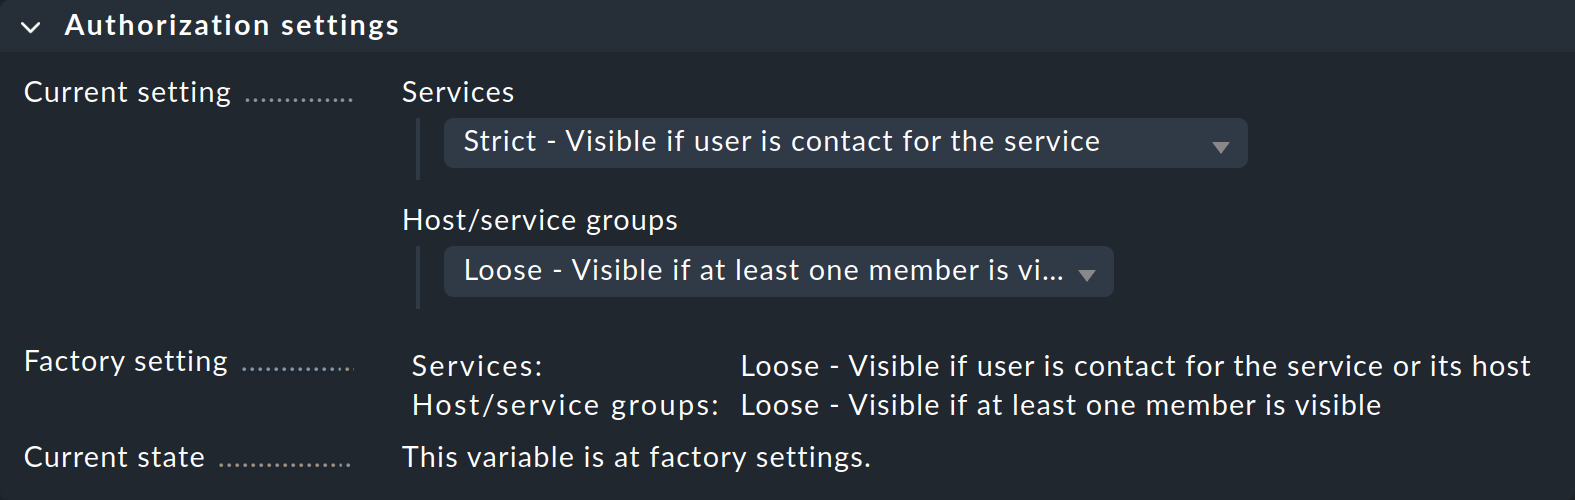 Authorization settings
Current setting
Services
Strict - Visible if user is contact for the service
Host/service groups
Loose - Visible if at least one member is vi...
Factory setting
Services: Loose - Visible if user is contact for the service or its host
Host/service groups: Loose - Visible if at least one member is visible
Current state This variable is at factory settings.